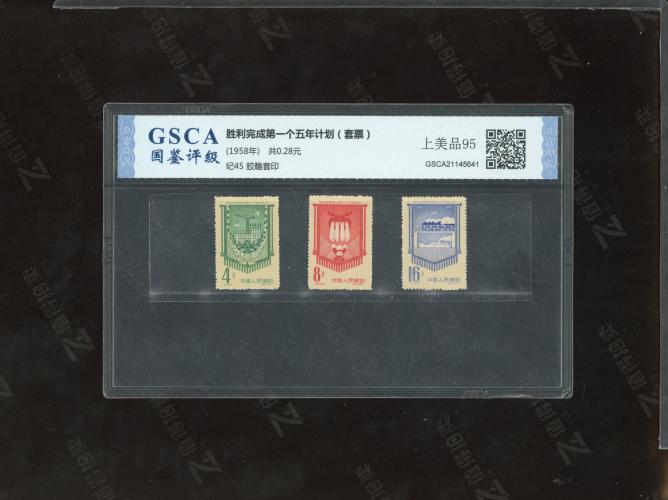 GSCA
国鉴评级
胜利完成第一个五年计划（套票）
(1958年) 共0.28元
纪45 胶雕套印
上美品95
GSCA21145641
GSCA
4分
中国人民邮政
8分
中国人民邮政
16分
中国人民邮政
GSCA